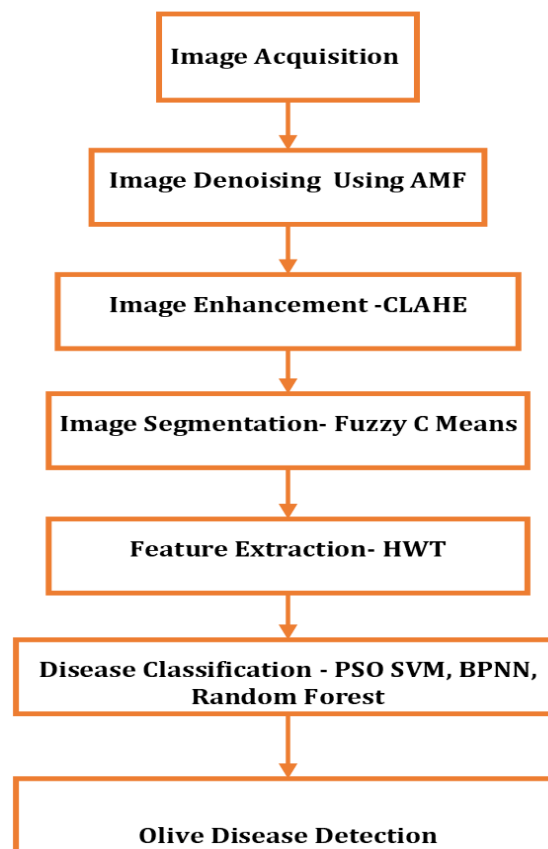 Image Acquisition
Image Denoising Using AMF
Image Enhancement -CLAHE
Image Segmentation- Fuzzy C Means
Feature Extraction- HWT
Disease Classification - PSO SVM, BPNN,
Random Forest
Olive Disease Detection